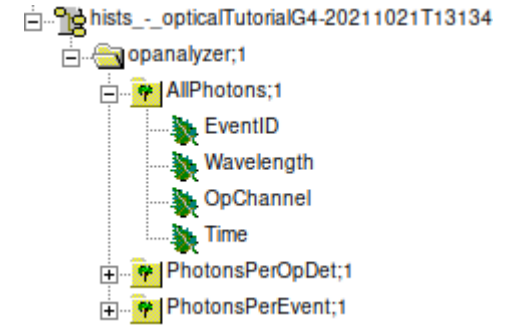 hists_-_opticalTutorialG4-20211021T13134
opanalyzer;1
AllPhotons;1
EventID
Wavelength
OpChannel
Time
PhotonsPerOpDet;1
PhotonsPerEvent;1